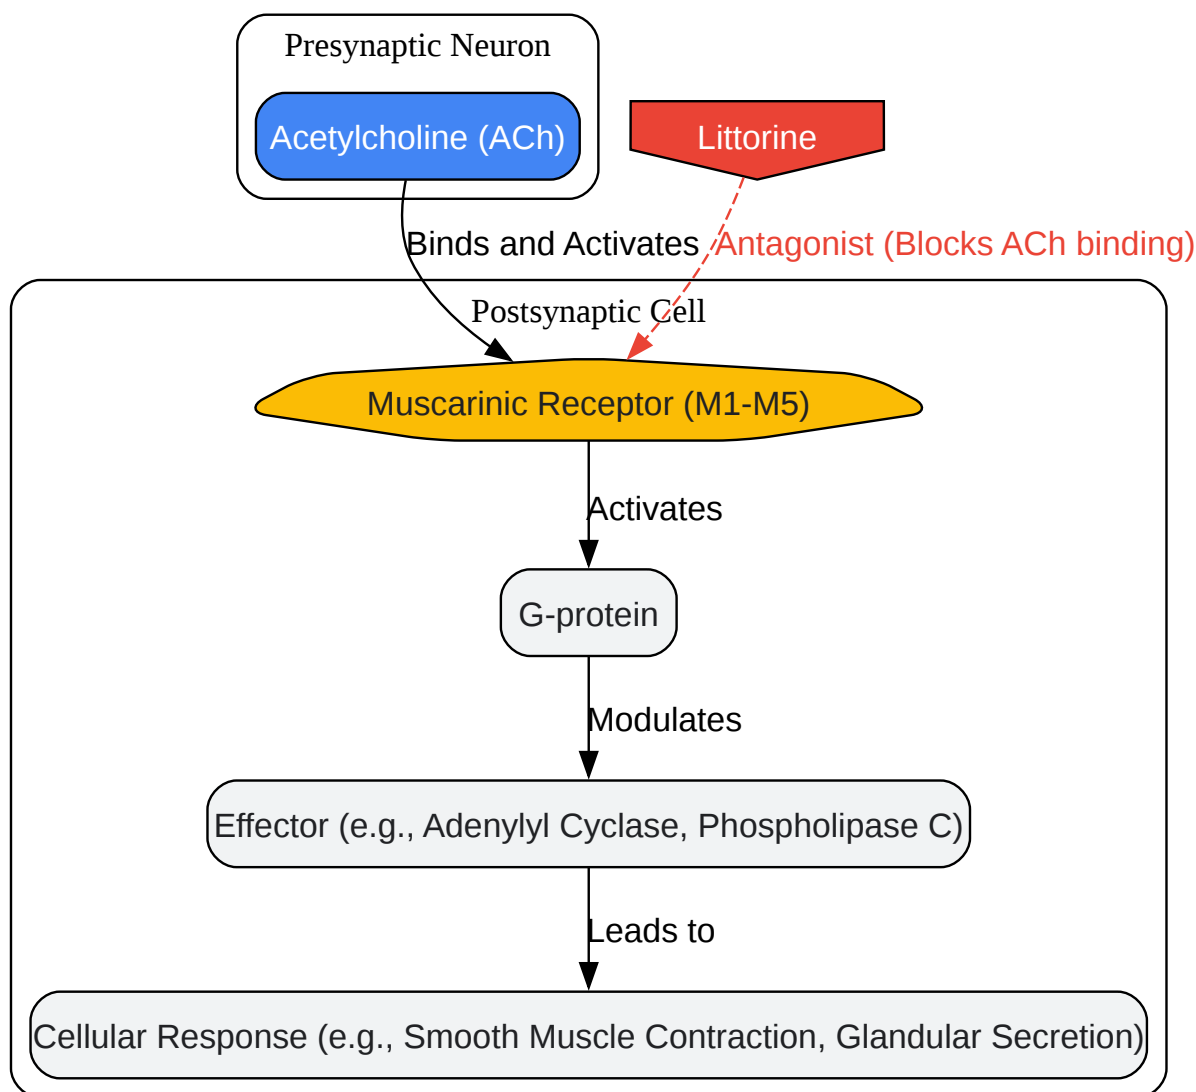 Presynaptic Neuron
Acetylcholine (ACh)
Littorine
Binds and Activates
Antagonist (Blocks ACh binding)
Postsynaptic Cell
Muscarinic Receptor (M1-M5)
Activates
G-protein
Modulates
Effector (e.g., Adenylyl Cyclase, Phospholipase C)
Leads to
Cellular Response (e.g., Smooth Muscle Contraction, Glandular Secretion)